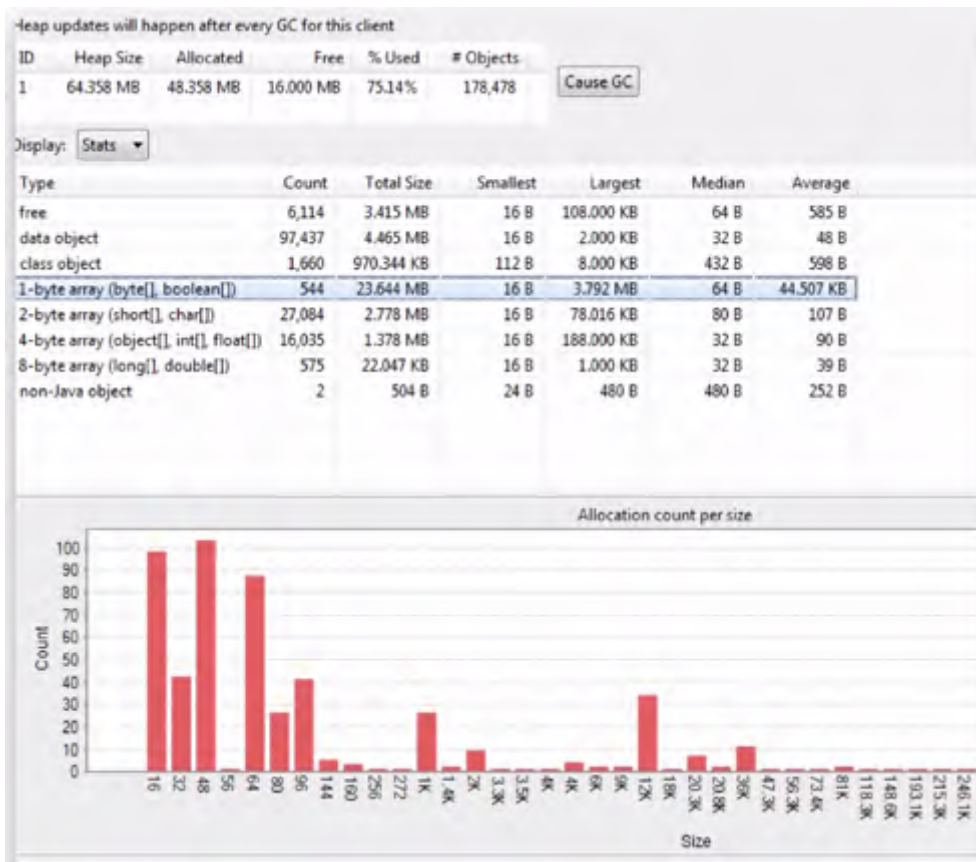 Heap updates will happen after every GC for this client
ID Heap Size Allocated Free % Used # Objects
1 64.358 MB 48.358 MB 16.000 MB 75.14% 178,478 Cause GC
Display: Stats
Type Count Total Size Smallest Largest Median Average
free 6,114 3.415 MB 16 B 108.000 KB 64 B 585 B
data object 97,437 4.465 MB 16 B 2.000 KB 32 B 48 B
class object 1,660 970.344 KB 112 B 8.000 KB 432 B 598 B
1-byte array (byte[], boolean[]) 544 23.644 MB 16 B 3.792 MB 64 B 44.507 KB
2-byte array (short[], char[]) 27,084 2.778 MB 16 B 78.016 KB 80 B 107 B
4-byte array (object[], int[], float[]) 16,035 1.378 MB 16 B 188.000 KB 32 B 90 B
8-byte array (long[], double[]) 575 22.047 KB 16 B 1.000 KB 32 B 39 B
non-Java object 2 504 B 24 B 480 B 480 B 252 B
Allocation count per size
100
90
80
70
60
50
40
30
20
10
0
Count
16 32 48 56 64 80 96 144 160 256 272 1K 1.4K 2K 3.3K 3.5K 4K 4K 6K 9K 12K 18K 20.3K 20.8K 36K 47.3K 56.3K 73.4K 81K 118.3K 148.6K 193.1K 215.3K 246.1K
Size